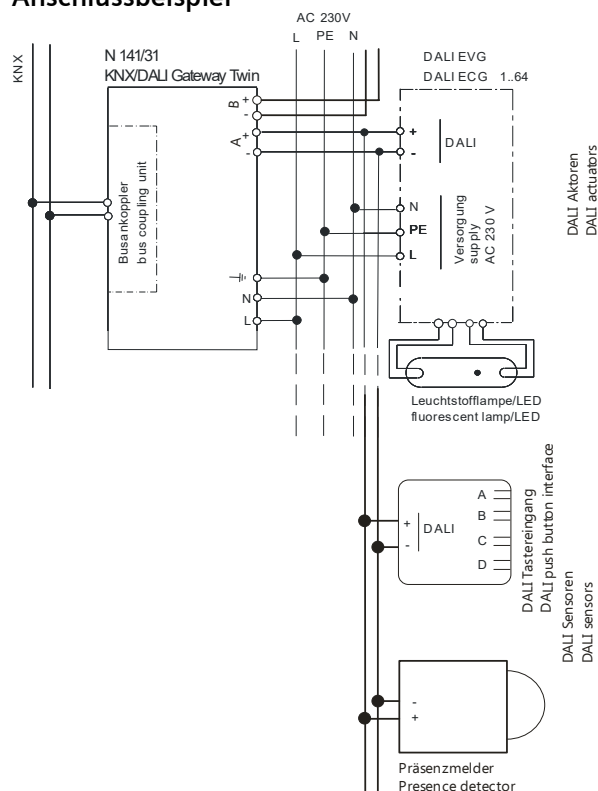 Anschlussbeispiel
AC 230V
L PE N
KNX
N 141/31
KNX/DALI Gateway Twin
B + -
A + -
Busankoppler
bus coupling unit
N
L
DALI EVG
DALI ECG 1..64
+
-
DALI
N
PE
L
Versorgung
supply
AC 230 V
DALI Aktoren
DALI actuators
Leuchtstofflampe/LED
fluorescent lamp/LED
+
-
DALI
A
B
C
D
DALI Tastereingang
DALI push button interface
DALI Sensoren
DALI sensors
-
+
Präsenzmelder
Presence detector